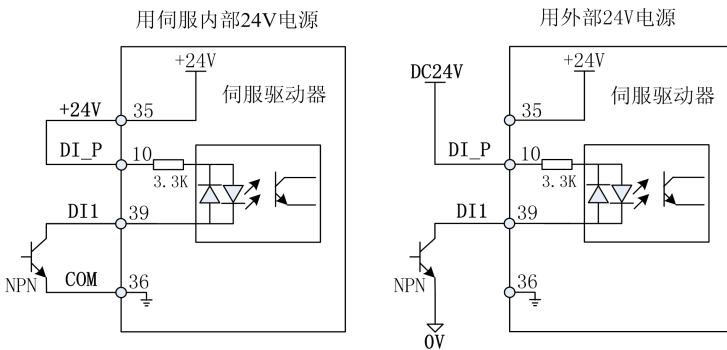 用伺服内部24V电源
+24V
伺服驱动器
+24V
35
DI_P
10
3.3K
DI1
39
NPN
COM
36
用外部24V电源
+24V
DC24V
伺服驱动器
35
DI_P
10
3.3K
DI1
39
NPN
36
0V